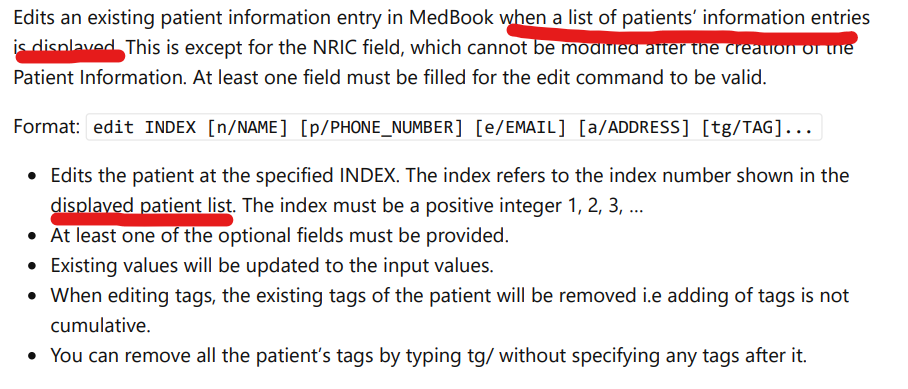 Edits an existing patient information entry in MedBook when a list of patients' information entries
is displayed. This is except for the NRIC field, which cannot be modified after the creation of the
Patient Information. At least one field must be filled for the edit command to be valid.
Format: edit INDEX [n/NAME] [p/PHONE_NUMBER] [e/EMAIL] [a/ADDRESS] [tg/TAG]...
• Edits the patient at the specified INDEX. The index refers to the index number shown in the
displayed patient list. The index must be a positive integer 1, 2, 3, …
• At least one of the optional fields must be provided.
• Existing values will be updated to the input values.
• When editing tags, the existing tags of the patient will be removed i.e adding of tags is not
cumulative.
• You can remove all the patient's tags by typing tg/ without specifying any tags after it.